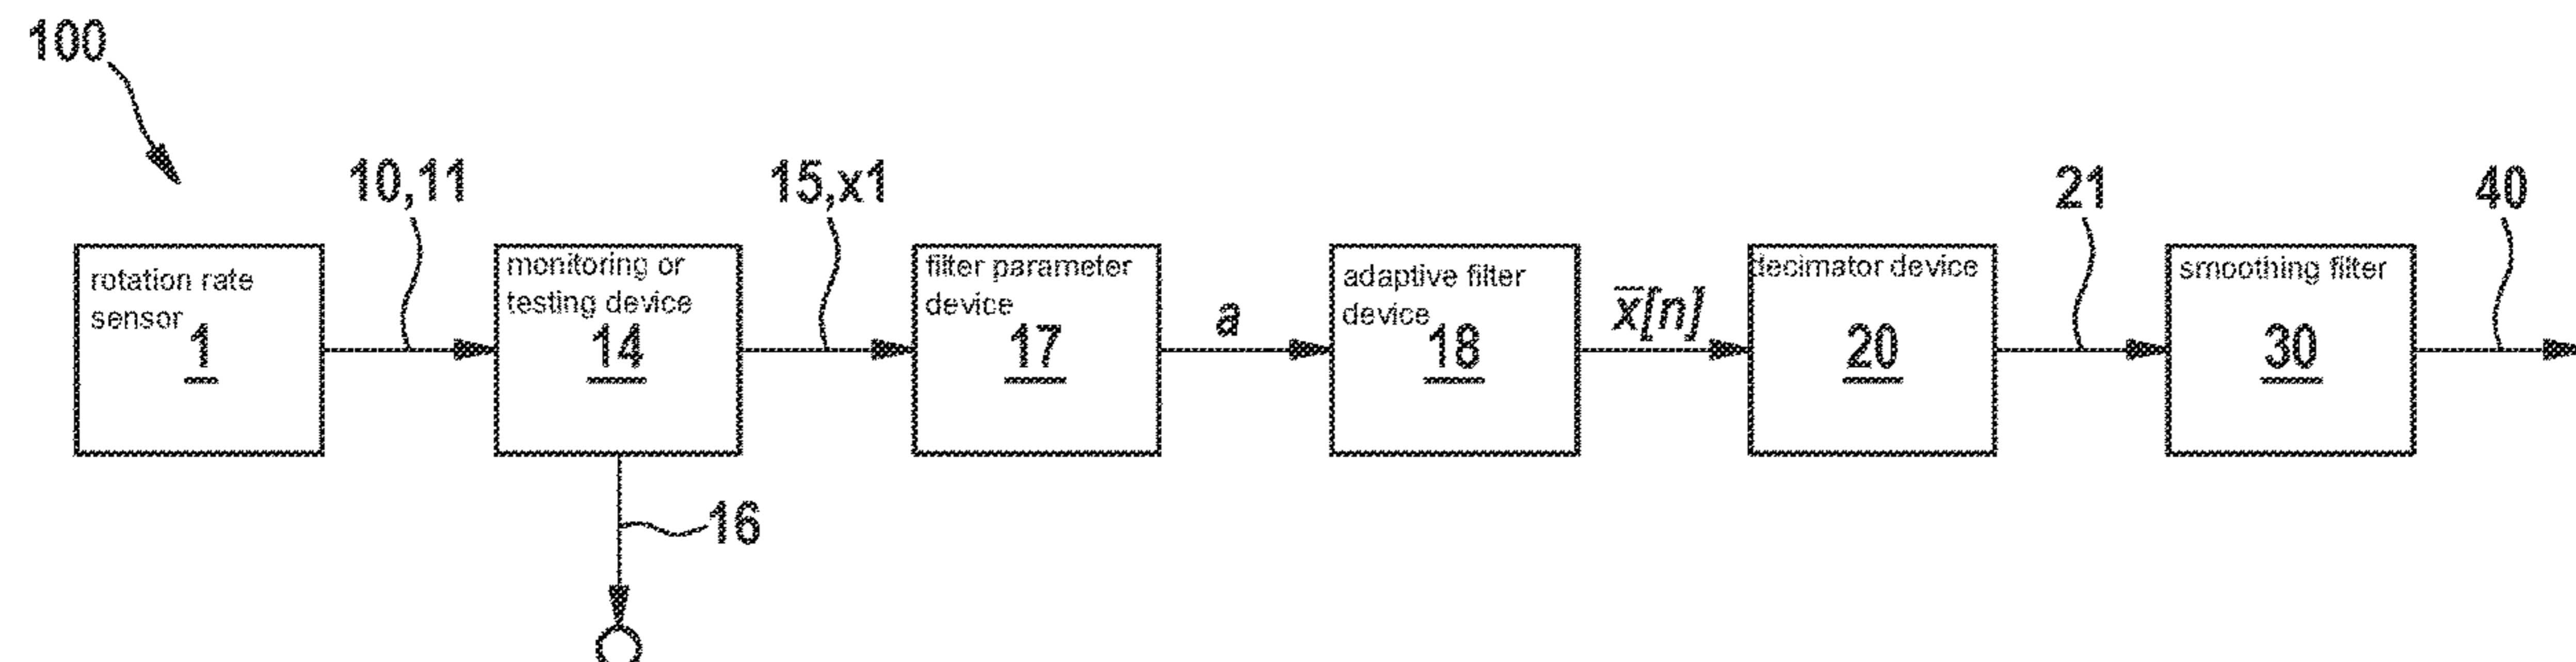 100
10,11
15,x1
21
40
rotation rate
sensor
1
monitoring or
testing device
14
filter parameter
device
17
a
adaptive filter
device
18
x̅[n]
decimator device
20
smoothing filter
30
16